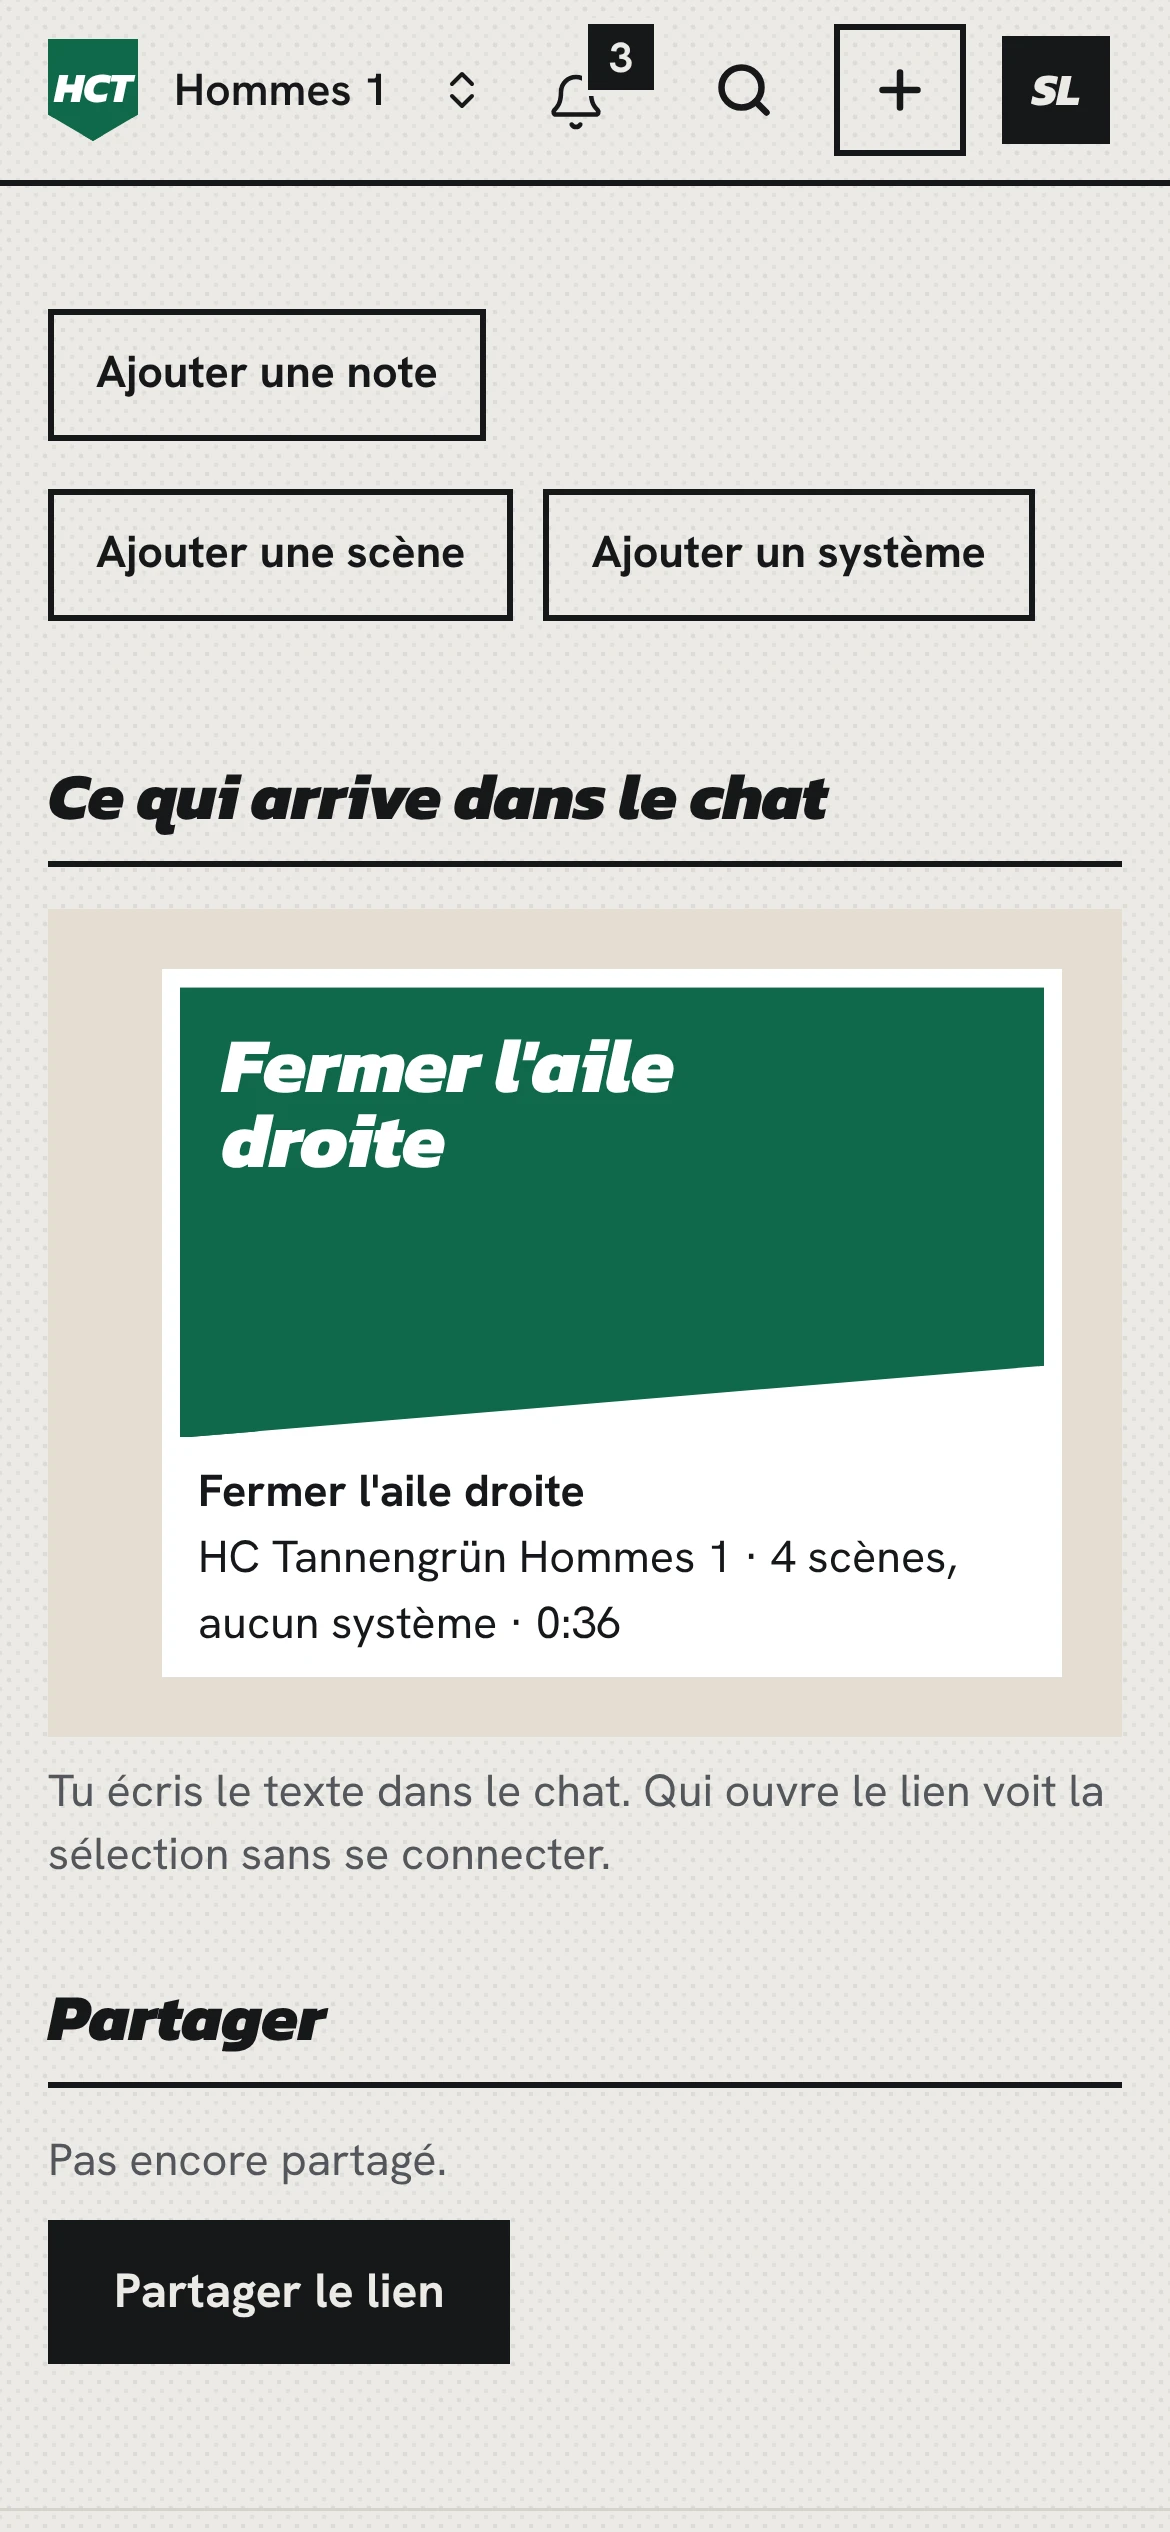 HCT
Hommes 1
3
SL
Ajouter une note
Ajouter une scène
Ajouter un système
Ce qui arrive dans le chat
Fermer l'aile
droite
Fermer l'aile droite
HC Tannengrün Hommes 1 · 4 scènes,
aucun système · 0:36
Tu écris le texte dans le chat. Qui ouvre le lien voit la
sélection sans se connecter.
Partager
Pas encore partagé.
Partager le lien